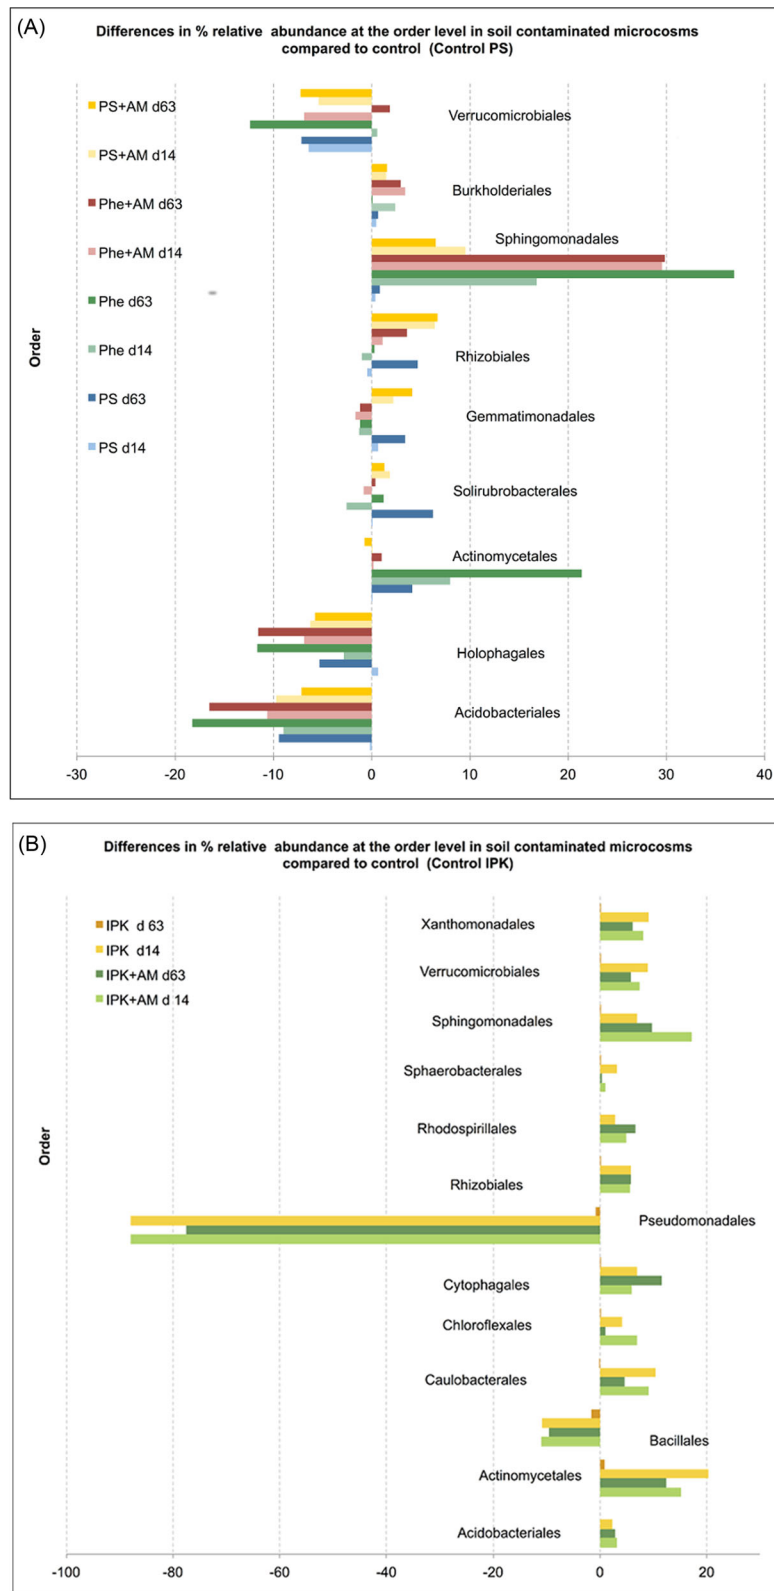 (A)
Differences in % relative abundance at the order level in soil contaminated microcosms
compared to control (Control PS)
PS+AM d63
PS+AM d14
Phe+AM d63
Phe+AM d14
Phe d63
Phe d14
PS d63
PS d14
Order
Verrucomicrobiales
Burkholderiales
Sphingomonadales
Rhizobiales
Gemmatimonadales
Solirubrobacterales
Actinomycetales
Holophagales
Acidobacteriales
-30 -20 -10 0 10 20 30 40
(B)
Differences in % relative abundance at the order level in soil contaminated microcosms
compared to control (Control IPK)
IPK d 63
IPK d14
IPK+AM d63
IPK+AM d 14
Order
Xanthomonadales
Verrucomicrobiales
Sphingomonadales
Sphaerobacterales
Rhodospirillales
Rhizobiales
Pseudomonadales
Cytophagales
Chloroflexales
Caulobacterales
Bacillales
Actinomycetales
Acidobacteriales
-100 -80 -60 -40 -20 0 20